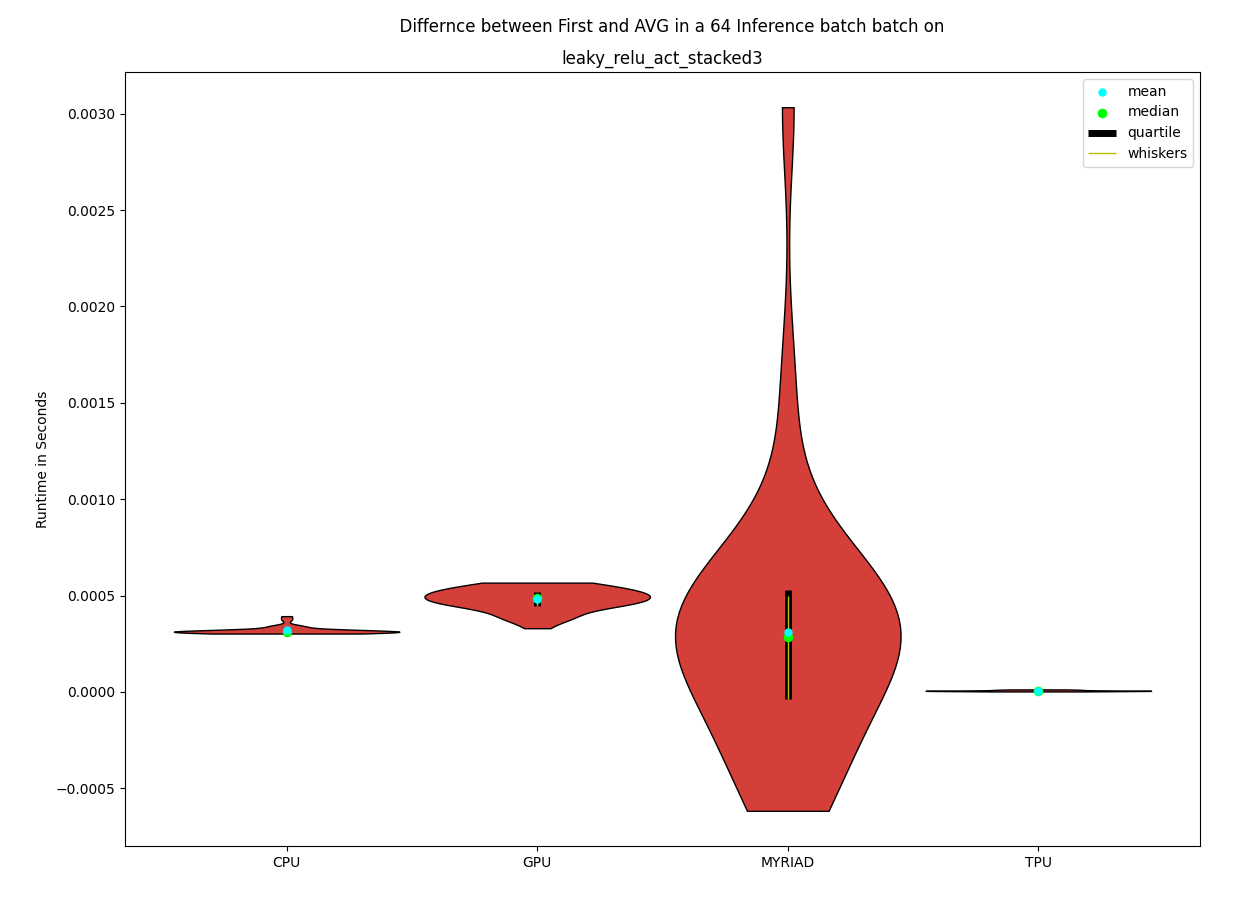 Differnce between First and AVG in a 64 Inference batch batch on
leaky_relu_act_stacked3
mean
median
quartile
whiskers
Runtime in Seconds
0.0030
0.0025
0.0020
0.0015
0.0010
0.0005
0.0000
−0.0005
CPU GPU MYRIAD TPU